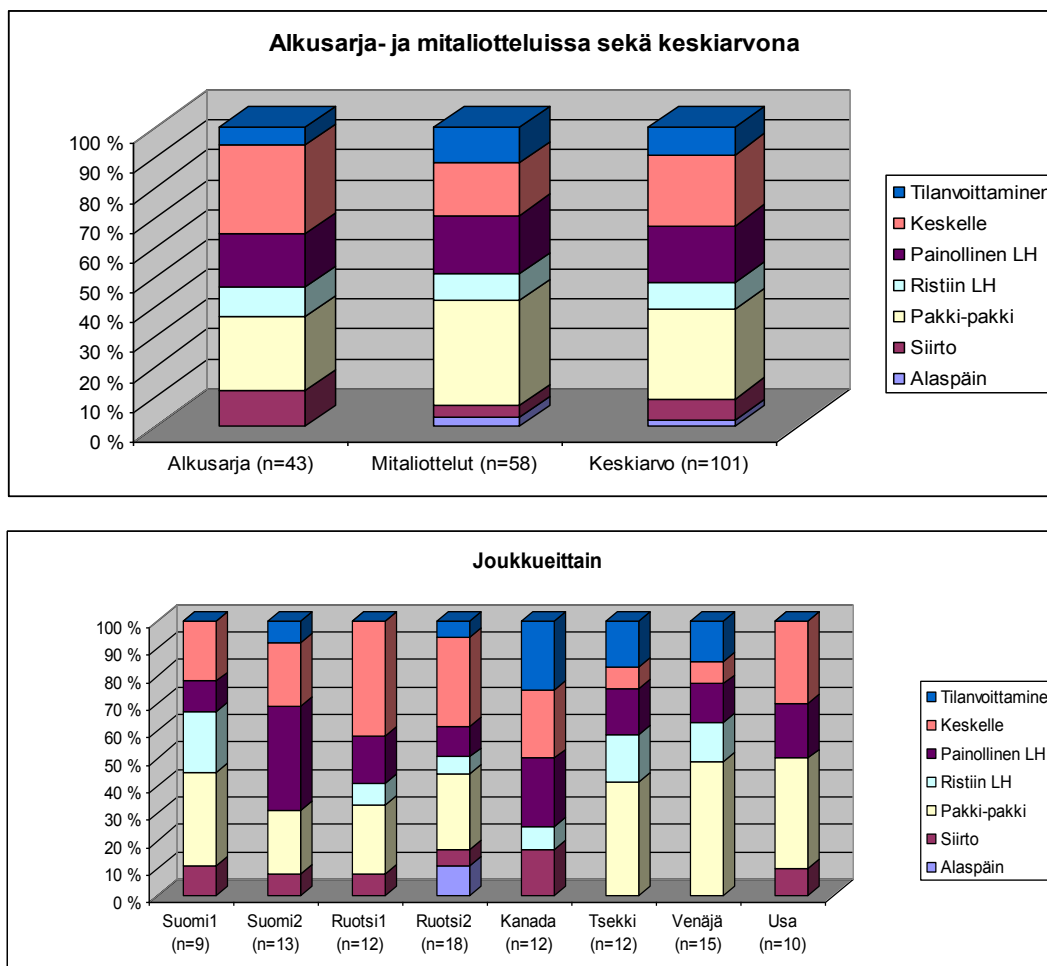 Alkusarja- ja mitaliotteluissa sekä keskiarvona
100 %
90 %
80 %
70 %
60 %
50 %
40 %
30 %
20 %
10 %
0 %
Alkusarja (n=43) Mitaliottelut (n=58) Keskiarvo (n=101)
Tilanvoittaminen
Keskelle
Painollinen LH
Ristiin LH
Pakki-pakki
Siirto
Alaspäin
Joukkueittain
100 %
90 %
80 %
70 %
60 %
50 %
40 %
30 %
20 %
10 %
0 %
Suomi1 Suomi2 Ruotsi1 Ruotsi2 Kanada Tsekki Venäjä Usa
(n=9) (n=13) (n=12) (n=18) (n=12) (n=12) (n=15) (n=10)
Tilanvoittaminen
Keskelle
Painollinen LH
Ristiin LH
Pakki-pakki
Siirto
Alaspäin